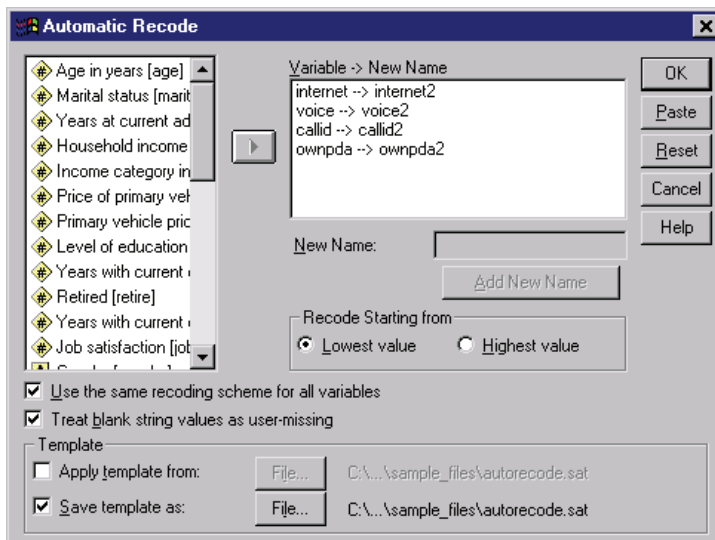 Automatic Recode
Age in years [age]
Marital status [marit
Years at current ad
Household income
Income category in
Price of primary veh
Primary vehicle pric
Level of education
Years with current
Retired [retire]
Years with current
Job satisfaction [job
Variable -> New Name
internet --> internet2
voice --> voice2
callid --> callid2
ownpda --> ownpda2
New Name:
Add New Name
Recode Starting from
Lowest value
Highest value
OK
Paste
Reset
Cancel
Help
Use the same recoding scheme for all variables
Treat blank string values as user-missing
Template
Apply template from:
File...
C:\...\sample_files\autorecode.sat
Save template as:
File...
C:\...\sample_files\autorecode.sat